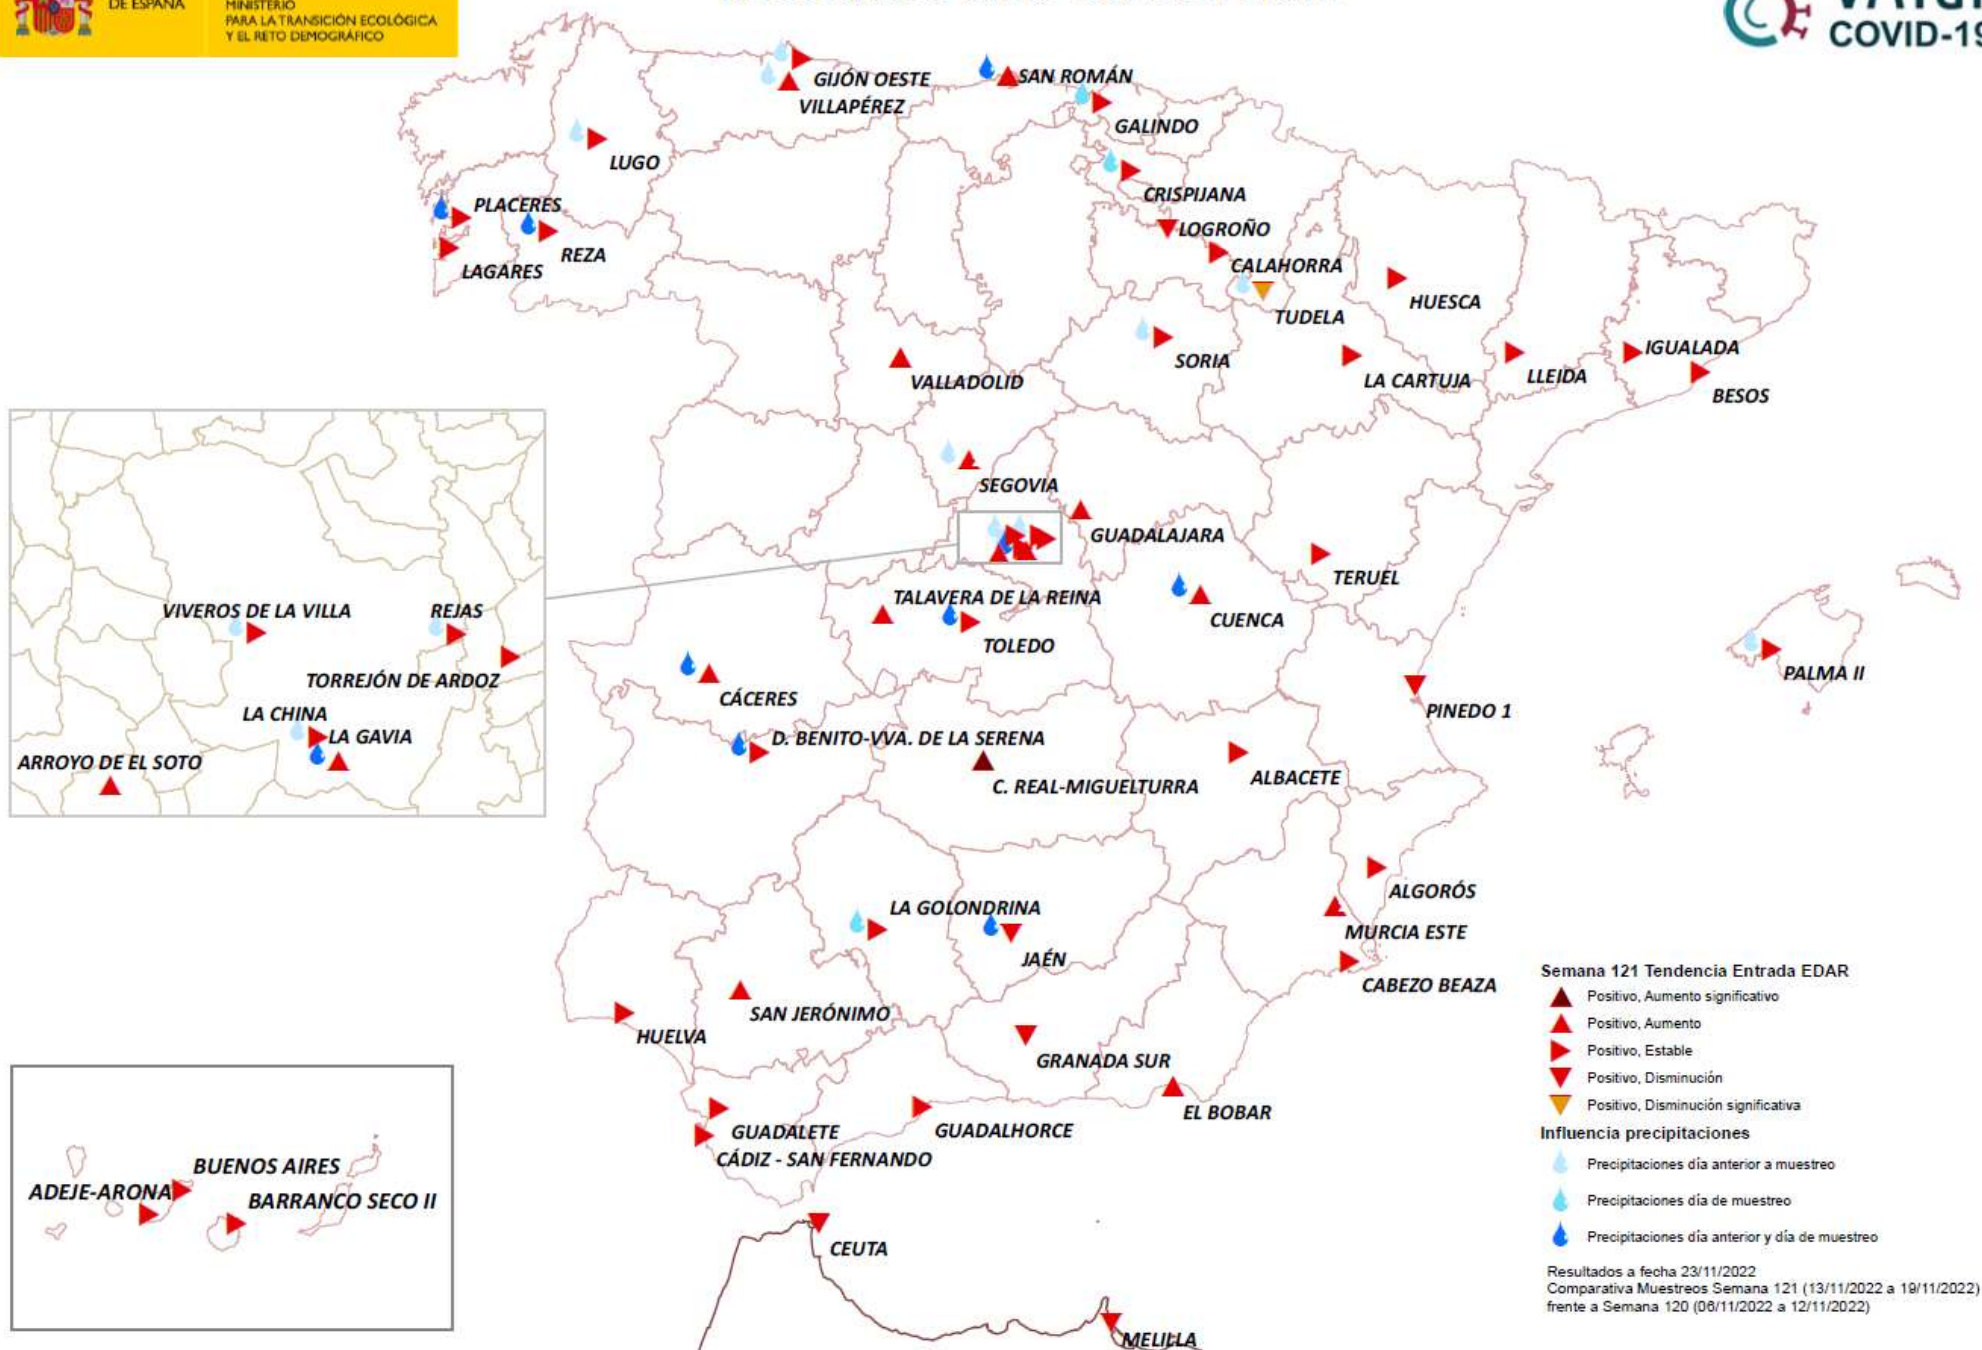 DE ESPAÑA
MINISTERIO
PARA LA TRANSICIÓN ECOLÓGICA
Y EL RETO DEMOGRÁFICO
COVID-19
GIJÓN OESTE
VILLAPÉREZ
SAN ROMÁN
GALINDO
LUGO
CRISPIJANA
PLACERES
LOGROÑO
REZA
LAGARES
CALAHORRA
HUESCA
TUDELA
SORIA
IGUALADA
VALLADOLID
LA CARTUJA
LLEIDA
BESOS
SEGOVIA
GUADALAJARA
TERUEL
TALAVERA DE LA REINA
CUENCA
TOLEDO
VIVEROS DE LA VILLA
REJAS
TORREJÓN DE ARDOZ
LA CHINA
LA GAVIA
ARROYO DE EL SOTO
PALMA II
CÁCERES
PINEDO 1
D. BENITO-VVA. DE LA SERENA
C. REAL-MIGUELTURRA
ALBACETE
ALGORÓS
LA GOLONDRINA
MURCIA ESTE
JAÉN
CABEZO BEAZA
SAN JERÓNIMO
HUELVA
GRANADA SUR
EL BOBAR
GUADALETE
GUADALHORCE
CÁDIZ - SAN FERNANDO
BUENOS AIRES
ADEJE-ARONA
BARRANCO SECO II
CEUTA
MELILLA
Semana 121 Tendencia Entrada EDAR
Positivo, Aumento significativo
Positivo, Aumento
Positivo, Estable
Positivo, Disminución
Positivo, Disminución significativa
Influencia precipitaciones
Precipitaciones día anterior a muestreo
Precipitaciones día de muestreo
Precipitaciones día anterior y día de muestreo
Resultados a fecha 23/11/2022
Comparativa Muestreos Semana 121 (13/11/2022 a 19/11/2022)
frente a Semana 120 (06/11/2022 a 12/11/2022)